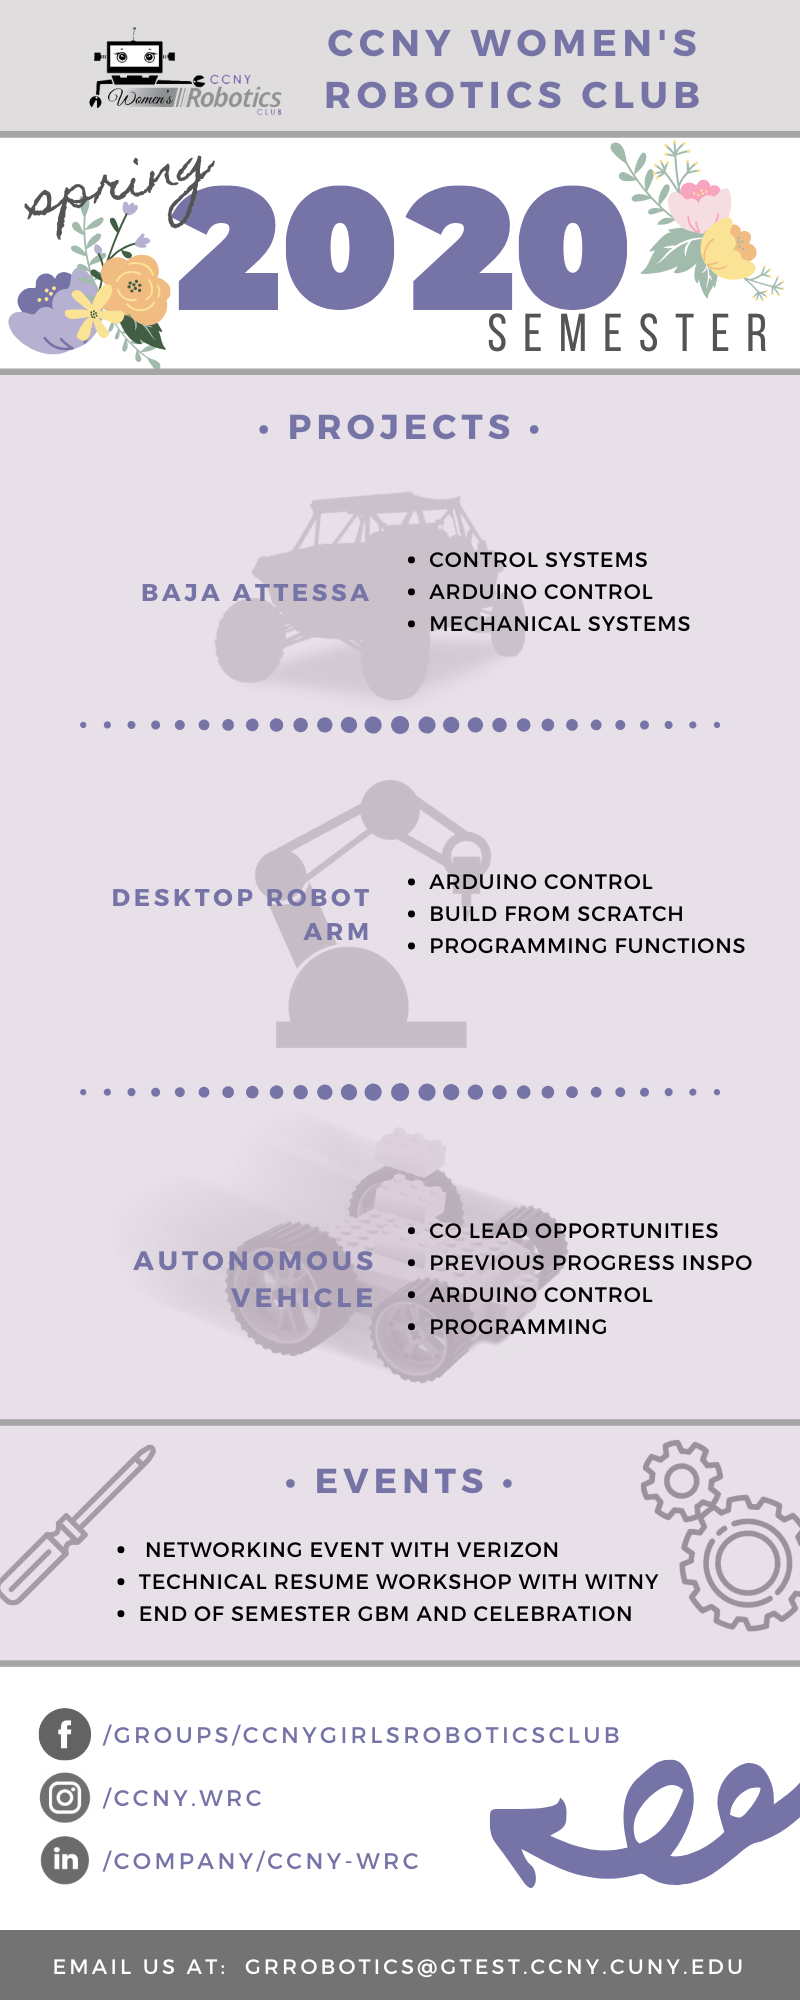 CCNY
Women's Robotics
CLUB
CCNY WOMEN'S
ROBOTICS CLUB
spring
2020
SEMESTER
• PROJECTS •
BAJA ATTESSA
• CONTROL SYSTEMS
• ARDUINO CONTROL
• MECHANICAL SYSTEMS
DESKTOP ROBOT
ARM
• ARDUINO CONTROL
• BUILD FROM SCRATCH
• PROGRAMMING FUNCTIONS
AUTONOMOUS
VEHICLE
• CO LEAD OPPORTUNITIES
• PREVIOUS PROGRESS INSPO
• ARDUINO CONTROL
• PROGRAMMING
• EVENTS •
• NETWORKING EVENT WITH VERIZON
• TECHNICAL RESUME WORKSHOP WITH WITNY
• END OF SEMESTER GBM AND CELEBRATION
f /GROUPS/CCNYGIRLSROBOTICSCLUB
/CCNY.WRC
in /COMPANY/CCNY-WRC
EMAIL US AT: GRROBOTICS@GTEST.CCNY.CUNY.EDU